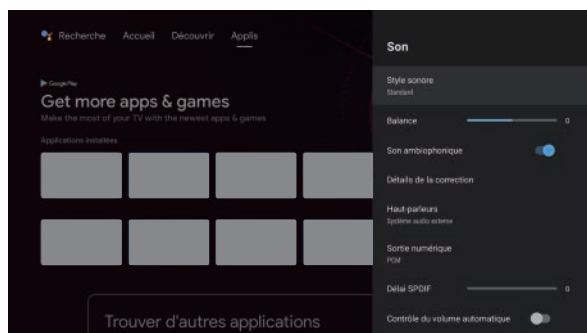 Recherche Accueil Découvrir Applis
Google Play
Get more apps & games
Make the most of your TV with the newest apps & games
Applications installées
Trouver d'autres applications
Son
Style sonore
Standard
Balance 0
Son ambiophonique
Détails de la correction
Haut-parleurs
Système audio externe
Sortie numérique
PCM
Délai SPDIF 0
Contrôle du volume automatique